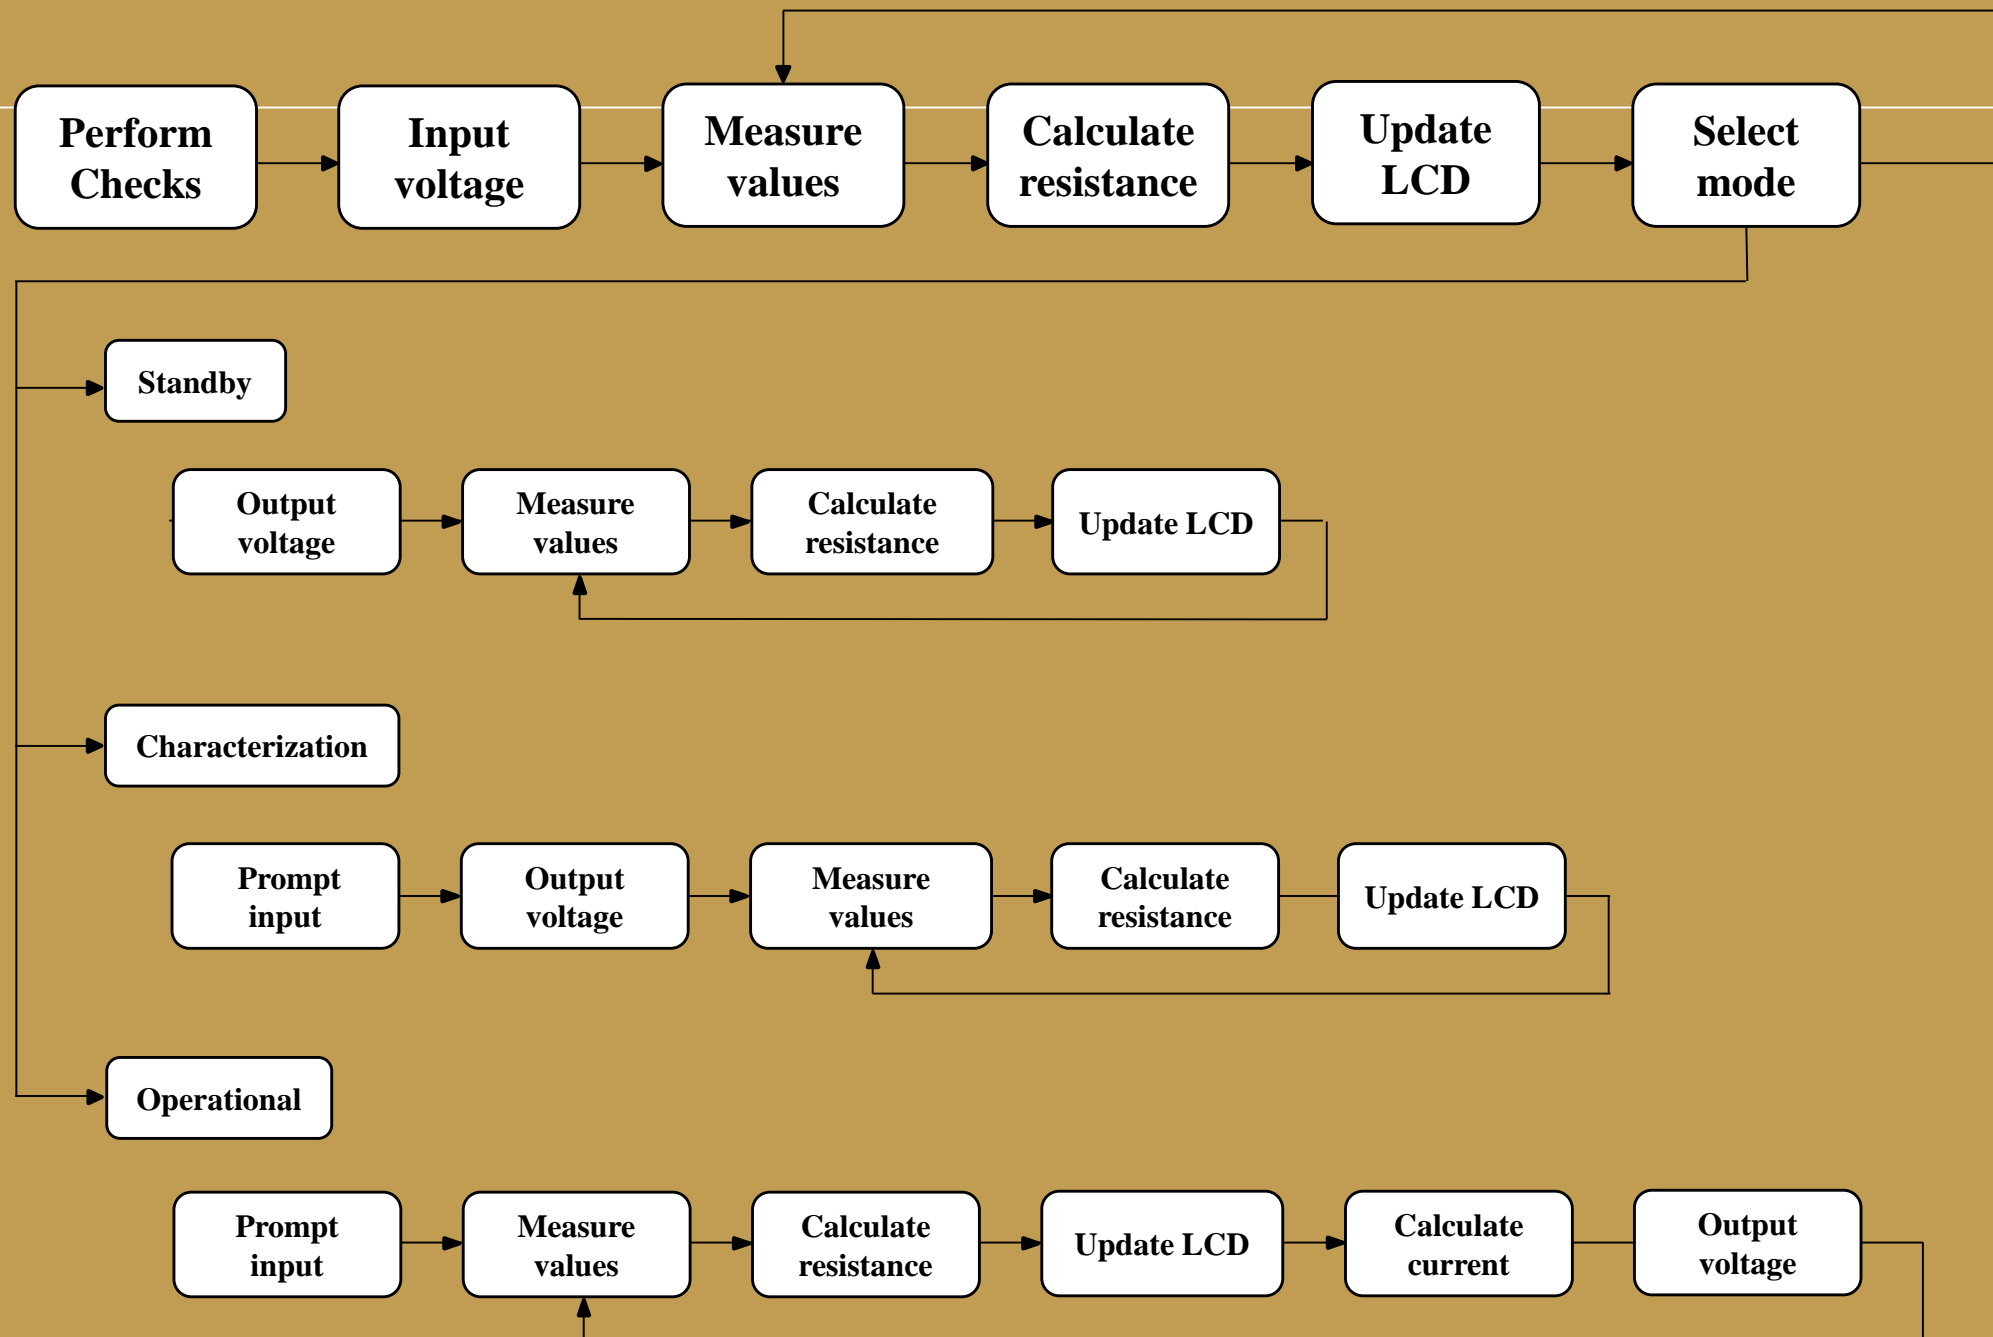 Perform
Checks
Input
voltage
Measure
values
Calculate
resistance
Update
LCD
Select
mode
Standby
Output
voltage
Measure
values
Calculate
resistance
Update LCD
Characterization
Prompt
input
Output
voltage
Measure
values
Calculate
resistance
Update LCD
Operational
Prompt
input
Measure
values
Calculate
resistance
Update LCD
Calculate
current
Output
voltage